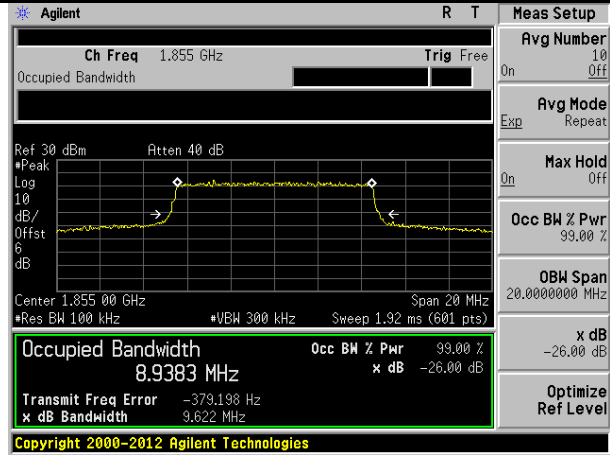 Agilent R T Meas Setup
Ch Freq 1.855 GHz Trig Free
Occupied Bandwidth
Avg Number
10
On Off
Avg Mode
Exp Repeat
Max Hold
On Off
Occ BW % Pwr
99.00 %
OBW Span
20.0000000 MHz
x dB
-26.00 dB
Optimize
Ref Level
Ref 30 dBm Atten 40 dB
#Peak
Log
10
dB/
Offst
6
dB
Center 1.855 00 GHz Span 20 MHz
#Res BW 100 kHz #VBW 300 kHz Sweep 1.92 ms (601 pts)
Occupied Bandwidth Occ BW % Pwr 99.00 %
8.9383 MHz x dB -26.00 dB
Transmit Freq Error -379.198 Hz
x dB Bandwidth 9.622 MHz
Copyright 2000-2012 Agilent Technologies